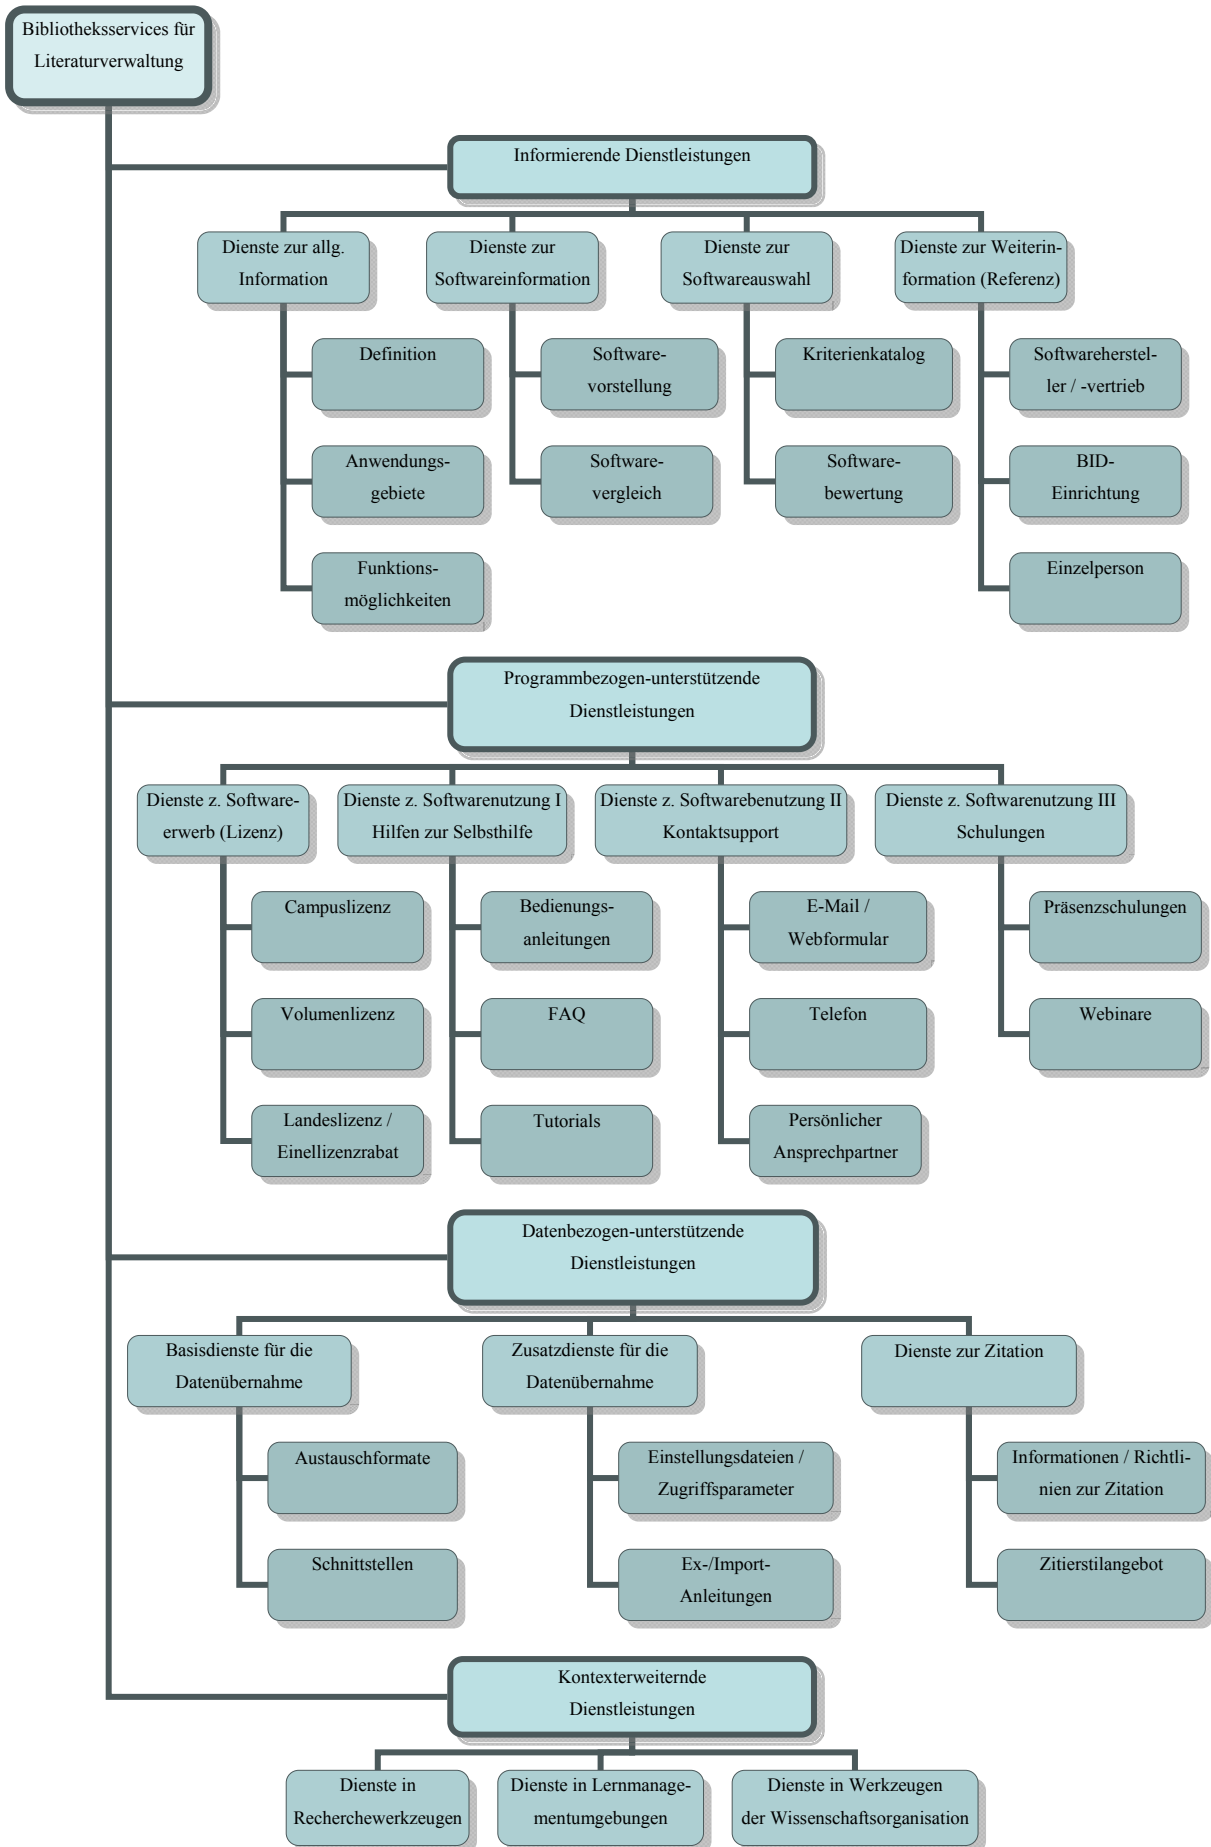 Bibliotheksservices für
Literaturverwaltung
Informierende Dienstleistungen
Dienste zur allg.
Information
Dienste zur
Softwareinformation
Dienste zur
Softwareauswahl
Dienste zur Weiterin-
formation (Referenz)
Definition
Software-
vorstellung
Kriterienkatalog
Softwareherstel-
ler / -vertrieb
Anwendungs-
gebiete
Software-
vergleich
Software-
bewertung
BID-
Einrichtung
Funktions-
möglichkeiten
Einzelperson
Programmbezogen-unterstützende
Dienstleistungen
Dienste z. Software-
erwerb (Lizenz)
Dienste z. Softwarenutzung I
Hilfen zur Selbsthilfe
Dienste z. Softwarebenutzung II
Kontaktsupport
Dienste z. Softwarenutzung III
Schulungen
Campuslizenz
Bedienungs-
anleitungen
E-Mail /
Webformular
Präsenzschulungen
Volumenlizenz
FAQ
Telefon
Webinare
Landeslizenz /
Einellizenzrabat
Tutorials
Persönlicher
Ansprechpartner
Datenbezogen-unterstützende
Dienstleistungen
Basisdienste für die
Datenübernahme
Zusatzdienste für die
Datenübernahme
Dienste zur Zitation
Austauschformate
Einstellungsdateien /
Zugriffsparameter
Informationen / Richtli-
nien zur Zitation
Schnittstellen
Ex-/Import-
Anleitungen
Zitierstilangebot
Kontexterweiternde
Dienstleistungen
Dienste in
Recherchewerkzeugen
Dienste in Lernmanage-
mentumgebungen
Dienste in Werkzeugen
der Wissenschaftsorganisation